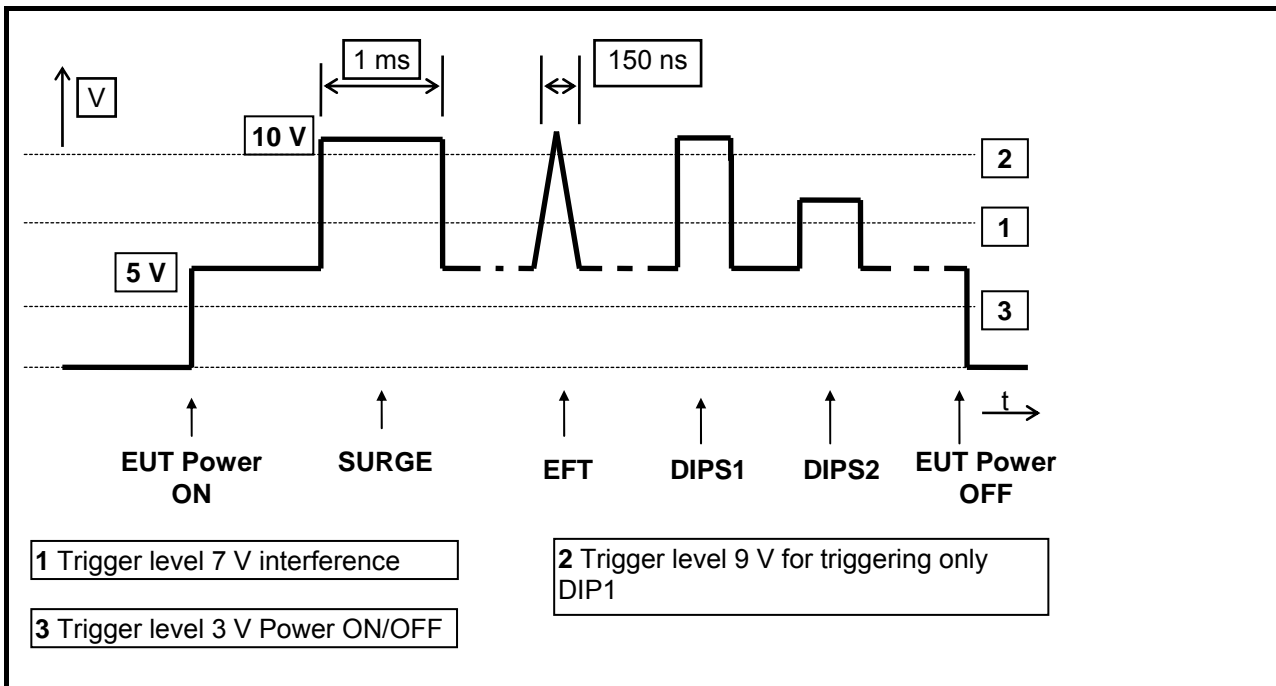 1 ms
150 ns
V
10 V
2
1
5 V
3
t
EUT Power
ON
SURGE
EFT
DIPS1
DIPS2
EUT Power
OFF
1 Trigger level 7 V interference
2 Trigger level 9 V for triggering only
DIP1
3 Trigger level 3 V Power ON/OFF